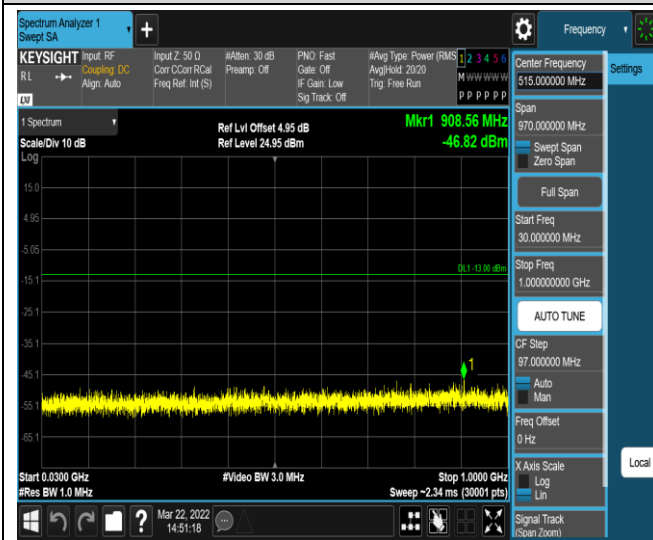 Spectrum Analyzer 1
Swept SA
+
Frequency
KEYSIGHT
RL
LXI
Input: RF
Coupling: DC
Align: Auto
Input Z: 50 Ω
Corr CCorr RCal
Freq Ref: Int (S)
#Atten: 30 dB
Preamp: Off
PNO: Fast
Gate: Off
IF Gain: Low
Sig Track: Off
#Avg Type: Power (RMS
Avg|Hold: 20/20
Trig: Free Run
1 2 3 4 5 6
M W W W W W
P P P P P P
1 Spectrum
Scale/Div 10 dB
Ref Lvl Offset 4.95 dB
Ref Level 24.95 dBm
Mkr1 908.56 MHz
-46.82 dBm
Log
15.0
4.95
-5.05
-15.1
-25.1
-35.1
-45.1
-55.1
-65.1
DL1 -13.00 dBm
1
Start 0.0300 GHz
#Res BW 1.0 MHz
#Video BW 3.0 MHz
Stop 1.0000 GHz
Sweep ~2.34 ms (30001 pts)
?
Mar 22, 2022
14:51:18
Center Frequency
515.000000 MHz
Span
970.000000 MHz
Swept Span
Zero Span
Full Span
Start Freq
30.000000 MHz
Stop Freq
1.000000000 GHz
AUTO TUNE
CF Step
97.000000 MHz
Auto
Man
Freq Offset
0 Hz
X Axis Scale
Log
Lin
Signal Track
(Span Zoom)
Settings
Local